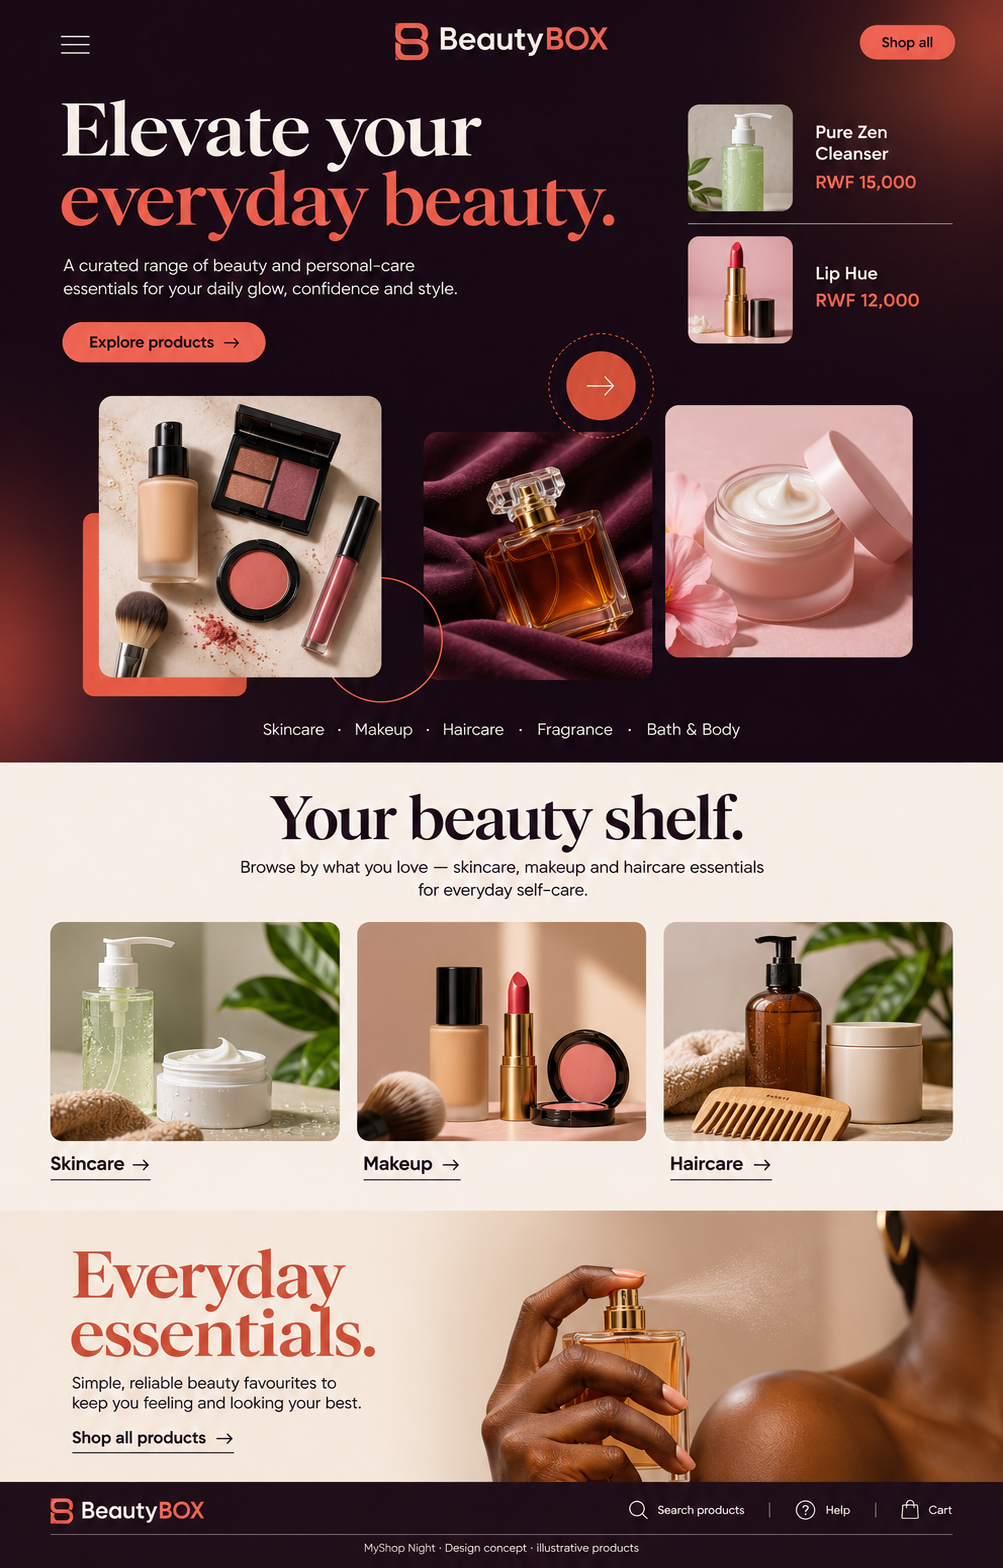 BeautyBOX
Shop all
Elevate your
everyday beauty.
A curated range of beauty and personal-care
essentials for your daily glow, confidence and style.
Explore products →
Pure Zen
Cleanser
RWF 15,000
Lip Hue
RWF 12,000
Skincare · Makeup · Haircare · Fragrance · Bath & Body
Your beauty shelf.
Browse by what you love — skincare, makeup and haircare essentials
for everyday self-care.
Skincare →
Makeup →
Haircare →
Everyday
essentials.
Simple, reliable beauty favourites to
keep you feeling and looking your best.
Shop all products →
BeautyBOX
Search products | Help | Cart
MyShop Night · Design concept · illustrative products